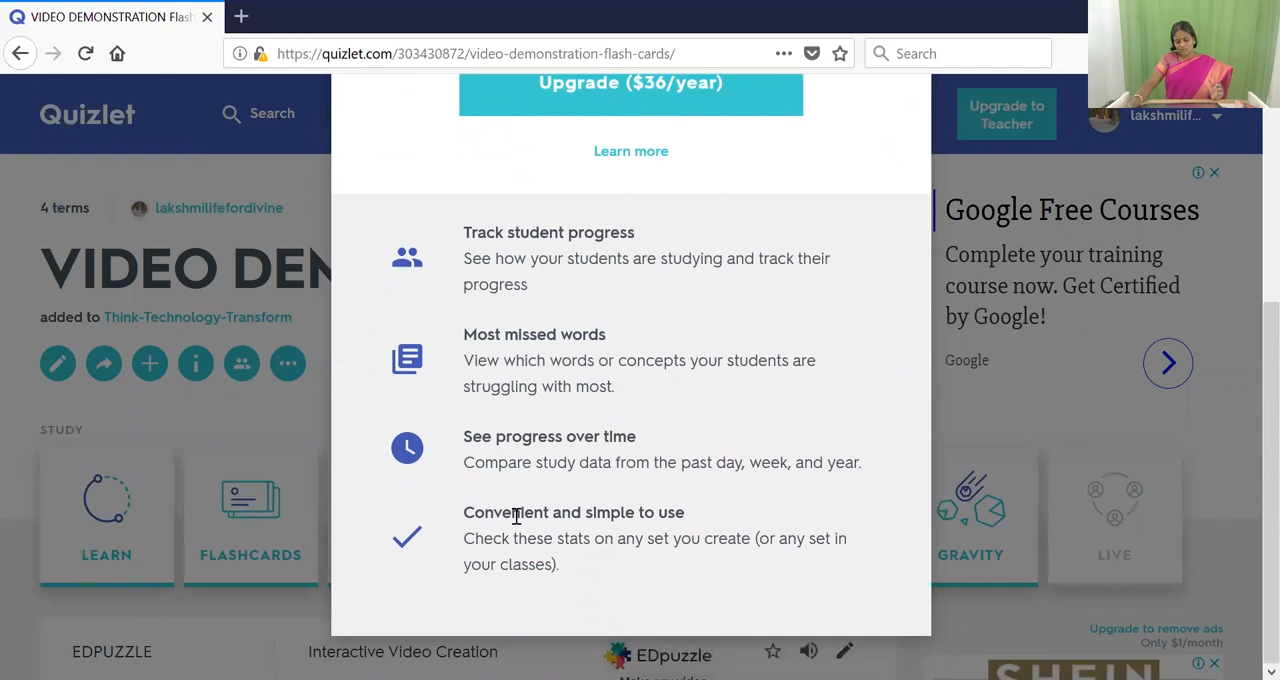 VIDEO DEMONSTRATION Flash
https://quizlet.com/303430872/video-demonstration-flash-cards/
Search
Quizlet
Search
Upgrade to
Teacher
lakshmilif...
Upgrade ($36/year)
Learn more
4 terms
lakshmilifefordivine
VIDEO DEM
added to Think-Technology-Transform
STUDY
LEARN
FLASHCARDS
Track student progress
See how your students are studying and track their
progress
Most missed words
View which words or concepts your students are
struggling with most.
See progress over time
Compare study data from the past day, week, and year.
Convenient and simple to use
Check these stats on any set you create (or any set in
your classes).
Google Free Courses
Complete your training
course now. Get Certified
by Google!
Google
GRAVITY
LIVE
EDPUZZLE
Interactive Video Creation
EDpuzzle
Upgrade to remove ads
Only $1/month
SHEIN